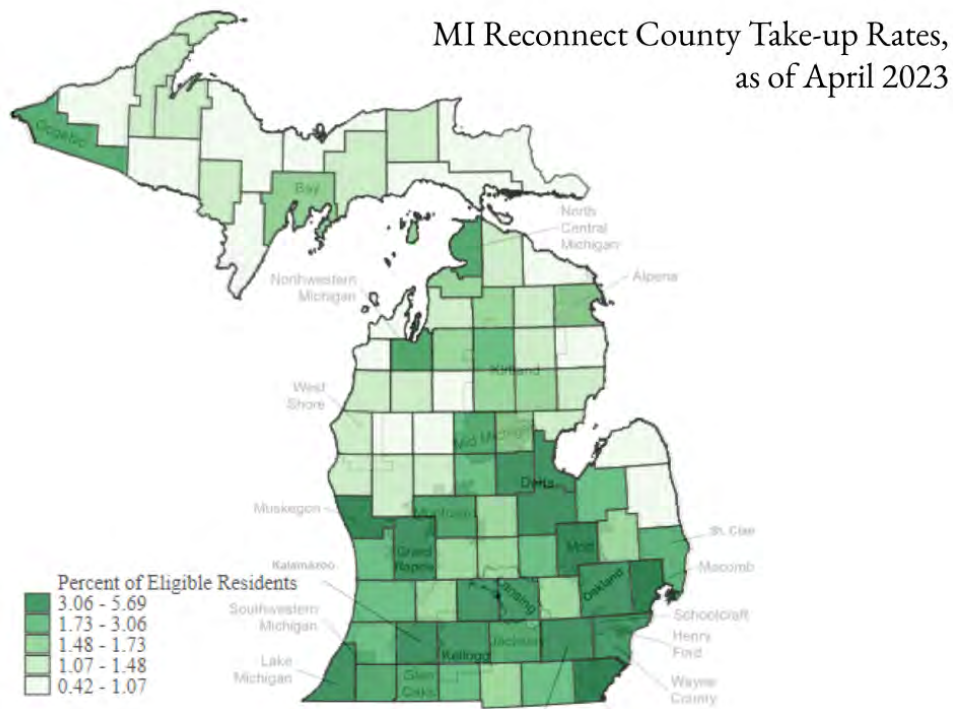 MI Reconnect County Take-up Rates,
as of April 2023
Gogebic
Bay
North
Central
Michigan
Northwestern
Michigan
Alpena
Kirtland
West
Shore
Mid Michigan
Delta
Muskegon
Montcalm
St. Clair
Grand
Rapids
Mott
Kalamazoo
Macomb
Lansing
Oakland
Percent of Eligible Residents
3.06 - 5.69
1.73 - 3.06
1.48 - 1.73
1.07 - 1.48
0.42 - 1.07
Southwestern
Michigan
Schoolcraft
Jackson
Henry
Ford
Kellogg
Lake
Michigan
Glen
Oaks
Wayne
County